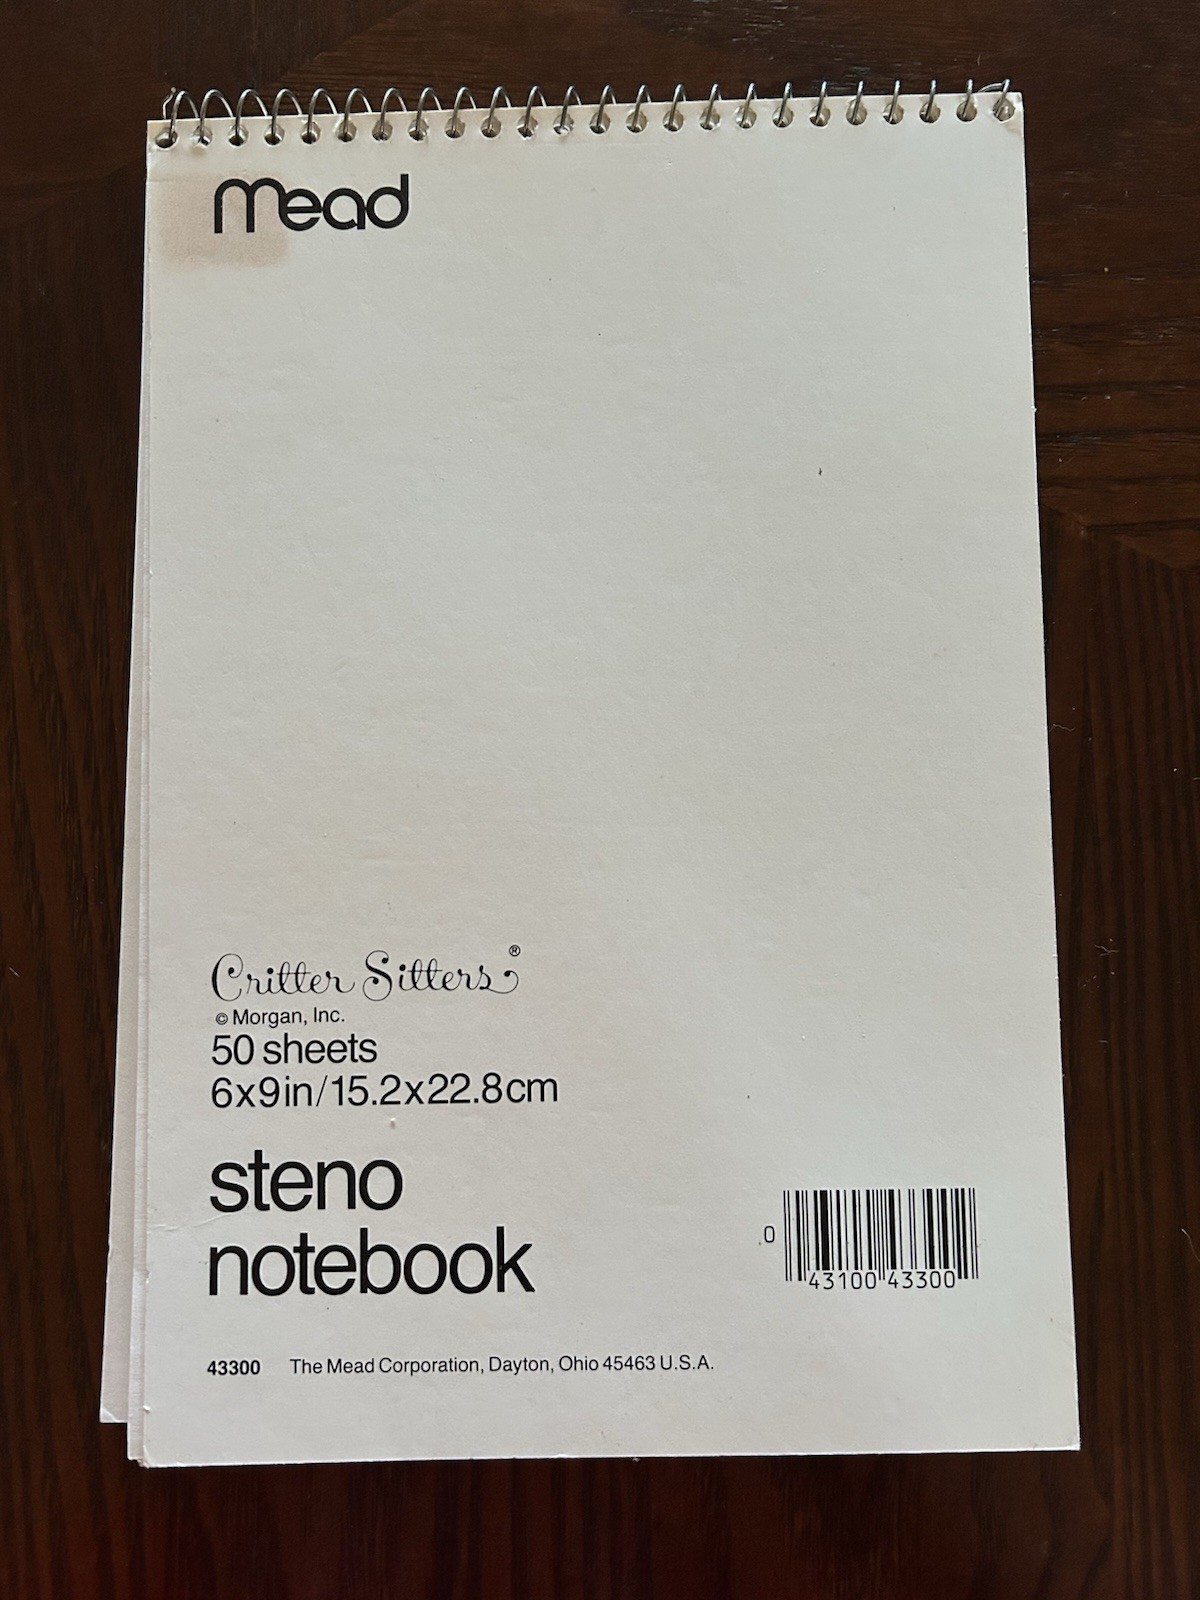 mead
Critter Sitters®
© Morgan, Inc.
50 sheets
6x9in/15.2x22.8cm
steno
notebook
0 43100 43300
43300 The Mead Corporation, Dayton, Ohio 45463 U.S.A.